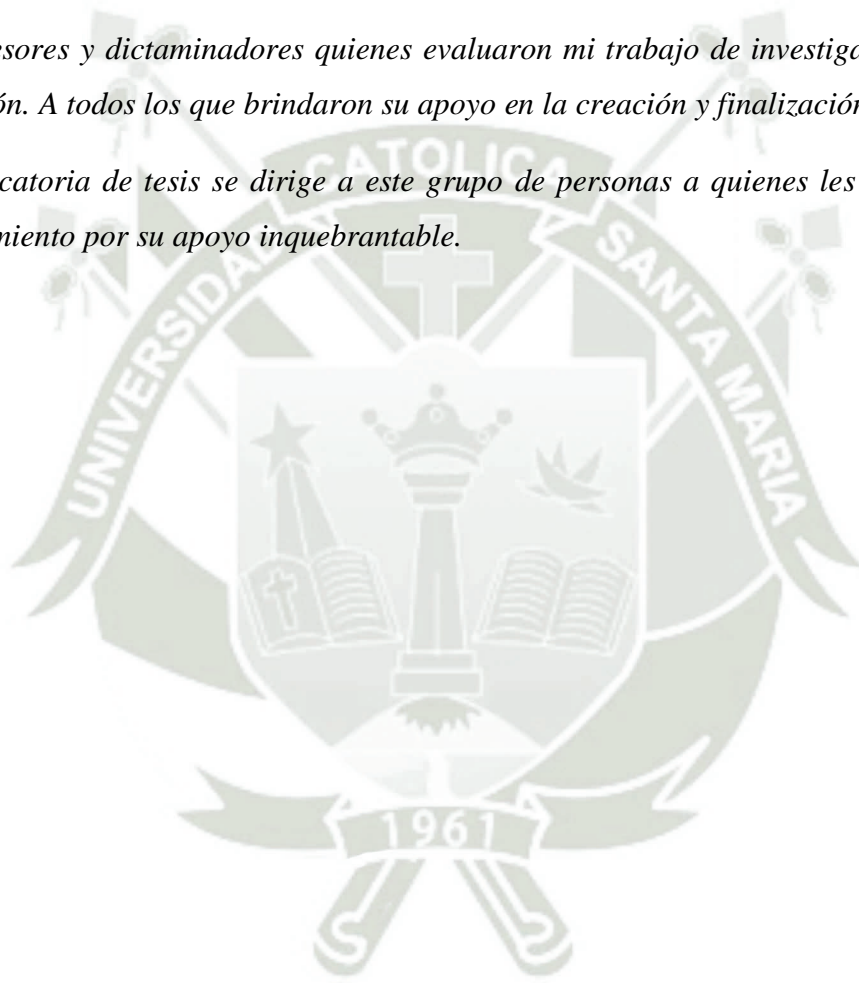 esores y dictaminadores quienes evaluaron mi trabajo de investiga
ón. A todos los que brindaron su apoyo en la creación y finalización
catoria de tesis se dirige a este grupo de personas a quienes les
miento por su apoyo inquebrantable.
UNIVERSIDAD CATOLICA SANTA MARIA
1961